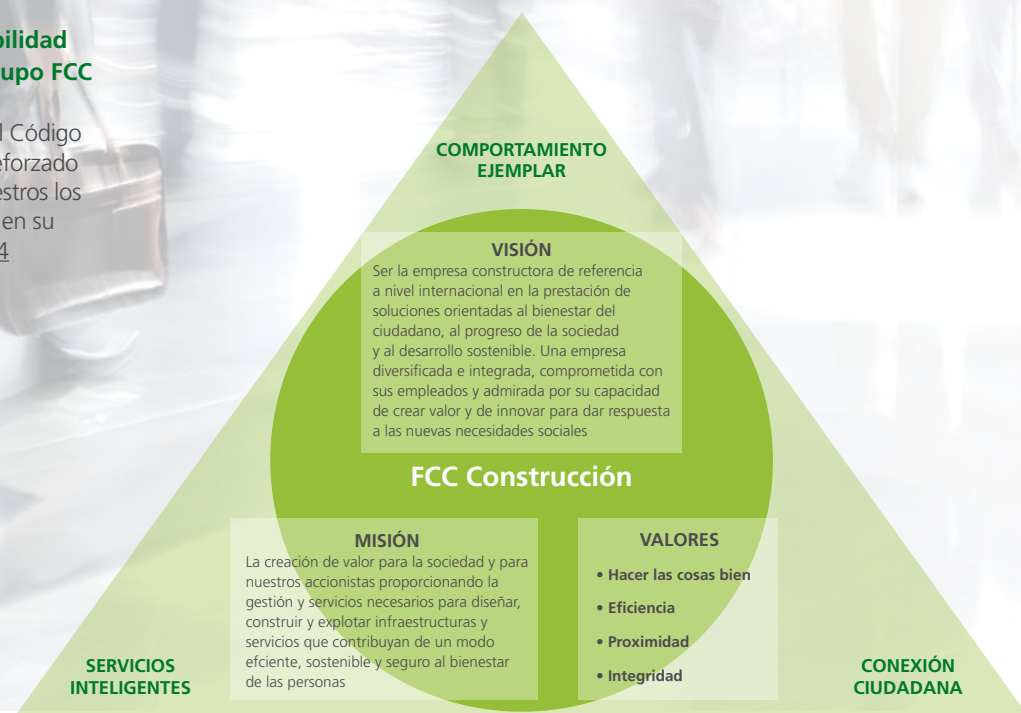 bilidad
upo FCC
l Código
eforzado
estros los
en su
4
COMPORTAMIENTO
EJEMPLAR
VISIÓN
Ser la empresa constructora de referencia
a nivel internacional en la prestación de
soluciones orientadas al bienestar del
ciudadano, al progreso de la sociedad
y al desarrollo sostenible. Una empresa
diversificada e integrada, comprometida con
sus empleados y admirada por su capacidad
de crear valor y de innovar para dar respuesta
a las nuevas necesidades sociales
FCC Construcción
MISIÓN
La creación de valor para la sociedad y para
nuestros accionistas proporcionando la
gestión y servicios necesarios para diseñar,
construir y explotar infraestructuras y
servicios que contribuyan de un modo
efciente, sostenible y seguro al bienestar
de las personas
VALORES
• Hacer las cosas bien
• Eficiencia
• Proximidad
• Integridad
SERVICIOS
INTELIGENTES
CONEXIÓN
CIUDADANA